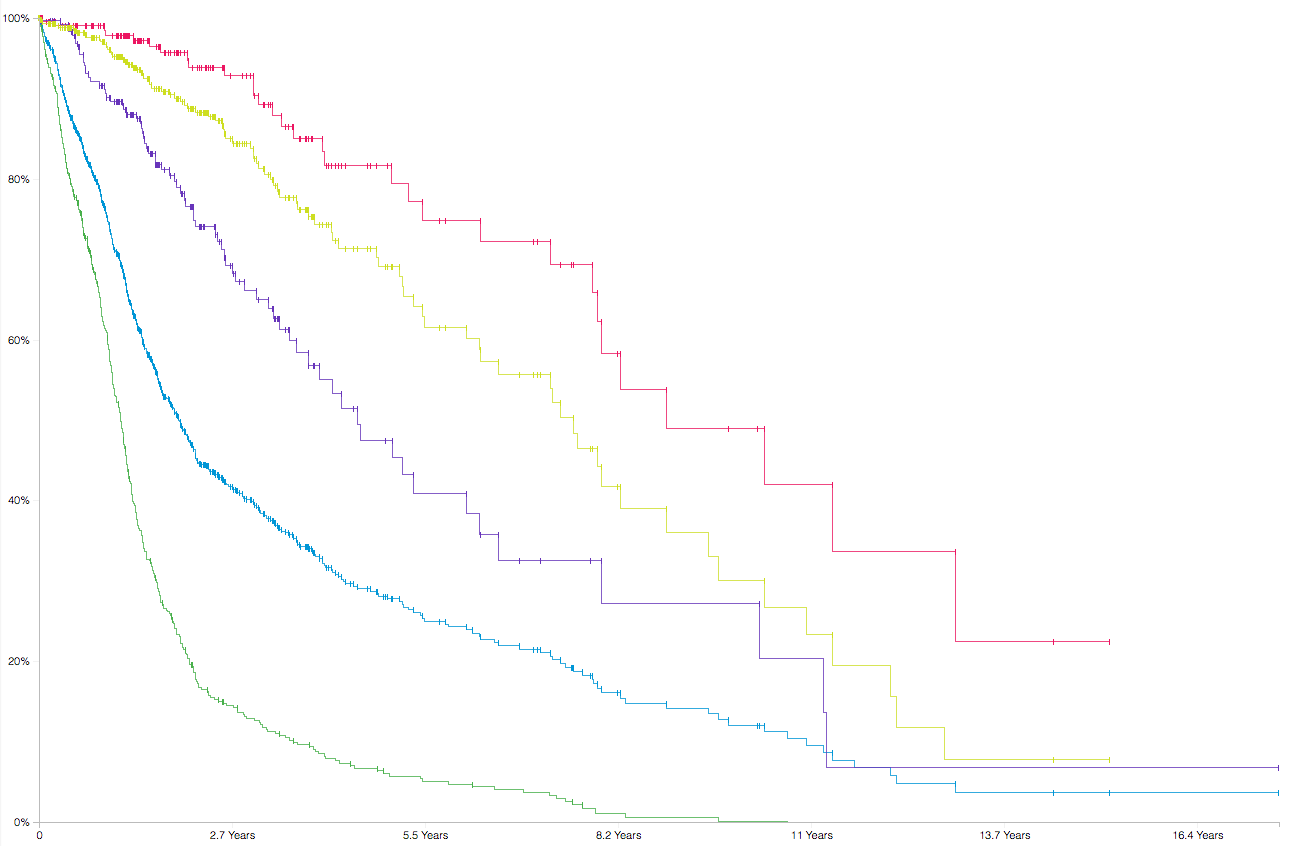 100%
80%
60%
40%
20%
0%
0
2.7 Years
5.5 Years
8.2 Years
11 Years
13.7 Years
16.4 Years